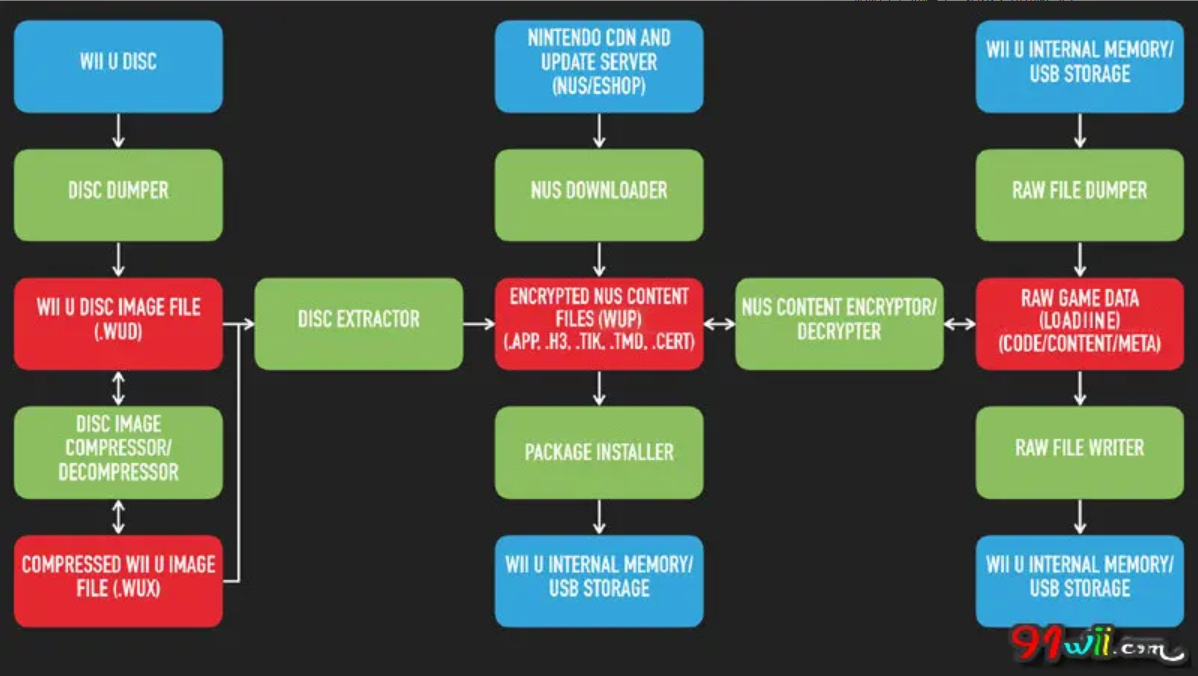 WII U DISC
DISC DUMPER
WII U DISC IMAGE FILE
(.WUD)
DISC IMAGE
COMPRESSOR/
DECOMPRESSOR
COMPRESSED WII U IMAGE
FILE (.WUX)
DISC EXTRACTOR
NINTENDO CDN AND
UPDATE SERVER
(NUS/ESHOP)
NUS DOWNLOADER
ENCRYPTED NUS CONTENT
FILES (WUP)
(.APP, .H3, .TIK, .TMD, .CERT)
PACKAGE INSTALLER
WII U INTERNAL MEMORY/
USB STORAGE
NUS CONTENT ENCRYPTOR/
DECRYPTER
WII U INTERNAL MEMORY/
USB STORAGE
RAW FILE DUMPER
RAW GAME DATA
(LOADIINE)
(CODE/CONTENT/META)
RAW FILE WRITER
WII U INTERNAL MEMORY/
USB STORAGE
91wii.com